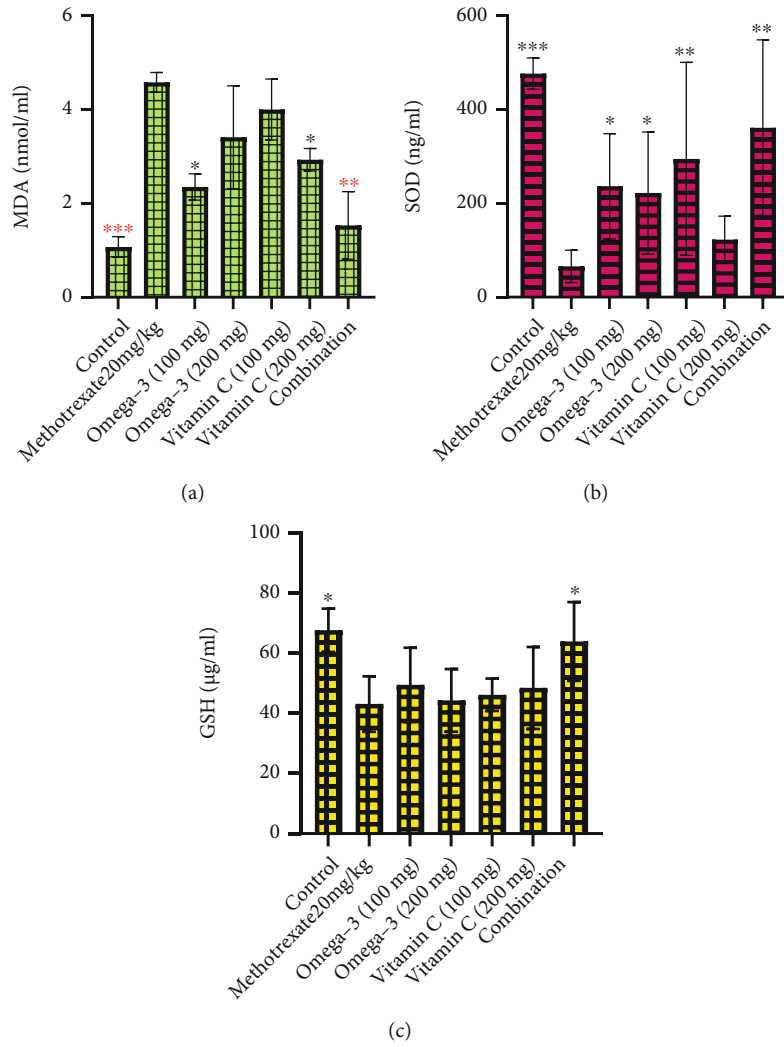 6
4
2
0
MDA (nmol/ml)
***
*
*
**
Control
Methotrexate20mg/kg
Omega–3 (100 mg)
Omega–3 (200 mg)
Vitamin C (100 mg)
Vitamin C (200 mg)
Combination
(a)
600
400
200
0
SOD (ng/ml)
***
*
*
**
**
Control
Methotrexate20mg/kg
Omega–3 (100 mg)
Omega–3 (200 mg)
Vitamin C (100 mg)
Vitamin C (200 mg)
Combination
(b)
100
80
60
40
20
0
GSH (μg/ml)
*
*
Control
Methotrexate20mg/kg
Omega–3 (100 mg)
Omega–3 (200 mg)
Vitamin C (100 mg)
Vitamin C (200 mg)
Combination
(c)